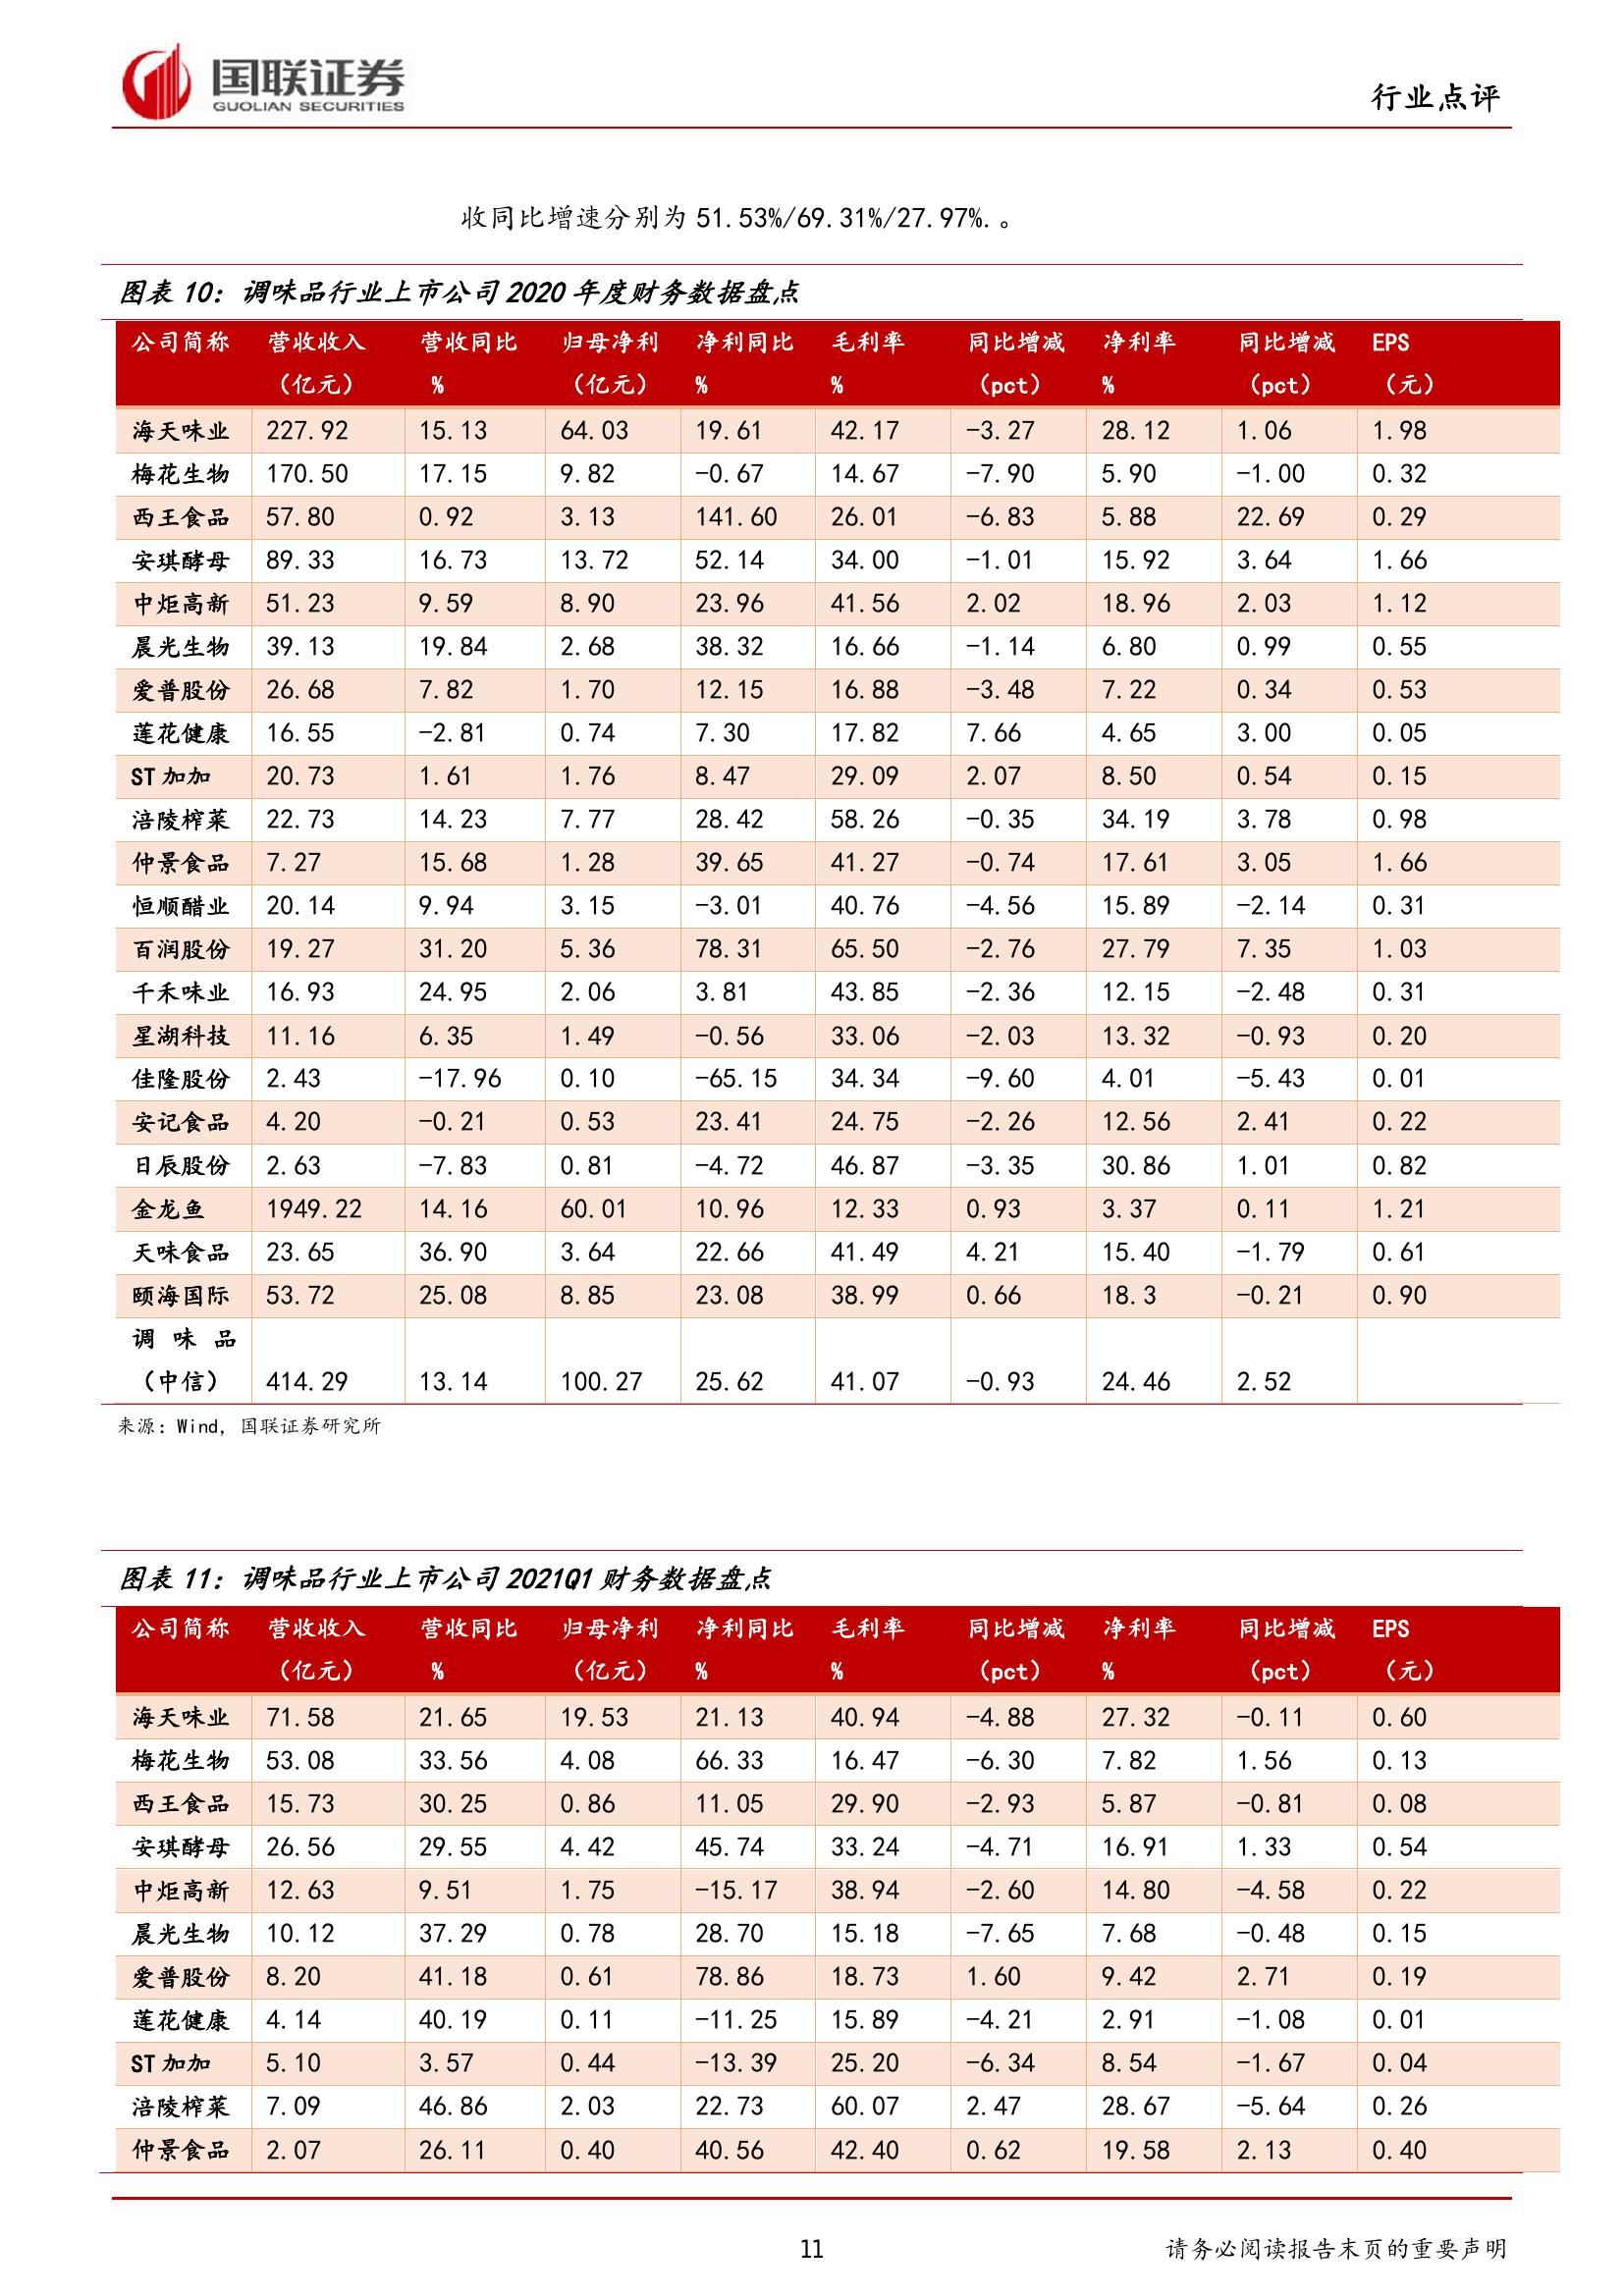 国联证券
GUOLIAN SECURITIES
行业点评
收同比增速分别为 51.53%/69.31%/27.97%.。
图表 10：调味品行业上市公司 2020 年度财务数据盘点
公司简称 营收收入 营收同比 归母净利 净利同比 毛利率 同比增减 净利率 同比增减 EPS
（亿元） % （亿元） % % （pct） % （pct） （元）
海天味业 227.92 15.13 64.03 19.61 42.17 -3.27 28.12 1.06 1.98
梅花生物 170.50 17.15 9.82 -0.67 14.67 -7.90 5.90 -1.00 0.32
西王食品 57.80 0.92 3.13 141.60 26.01 -6.83 5.88 22.69 0.29
安琪酵母 89.33 16.73 13.72 52.14 34.00 -1.01 15.92 3.64 1.66
中炬高新 51.23 9.59 8.90 23.96 41.56 2.02 18.96 2.03 1.12
晨光生物 39.13 19.84 2.68 38.32 16.66 -1.14 6.80 0.99 0.55
爱普股份 26.68 7.82 1.70 12.15 16.88 -3.48 7.22 0.34 0.53
莲花健康 16.55 -2.81 0.74 7.30 17.82 7.66 4.65 3.00 0.05
ST 加加 20.73 1.61 1.76 8.47 29.09 2.07 8.50 0.54 0.15
涪陵榨菜 22.73 14.23 7.77 28.42 58.26 -0.35 34.19 3.78 0.98
仲景食品 7.27 15.68 1.28 39.65 41.27 -0.74 17.61 3.05 1.66
恒顺醋业 20.14 9.94 3.15 -3.01 40.76 -4.56 15.89 -2.14 0.31
百润股份 19.27 31.20 5.36 78.31 65.50 -2.76 27.79 7.35 1.03
千禾味业 16.93 24.95 2.06 3.81 43.85 -2.36 12.15 -2.48 0.31
星湖科技 11.16 6.35 1.49 -0.56 33.06 -2.03 13.32 -0.93 0.20
佳隆股份 2.43 -17.96 0.10 -65.15 34.34 -9.60 4.01 -5.43 0.01
安记食品 4.20 -0.21 0.53 23.41 24.75 -2.26 12.56 2.41 0.22
日辰股份 2.63 -7.83 0.81 -4.72 46.87 -3.35 30.86 1.01 0.82
金龙鱼 1949.22 14.16 60.01 10.96 12.33 0.93 3.37 0.11 1.21
天味食品 23.65 36.90 3.64 22.66 41.49 4.21 15.40 -1.79 0.61
颐海国际 53.72 25.08 8.85 23.08 38.99 0.66 18.3 -0.21 0.90
调 味 品
（中信） 414.29 13.14 100.27 25.62 41.07 -0.93 24.46 2.52
来源：Wind，国联证券研究所
图表 11：调味品行业上市公司 2021Q1 财务数据盘点
公司简称 营收收入 营收同比 归母净利 净利同比 毛利率 同比增减 净利率 同比增减 EPS
（亿元） % （亿元） % % （pct） % （pct） （元）
海天味业 71.58 21.65 19.53 21.13 40.94 -4.88 27.32 -0.11 0.60
梅花生物 53.08 33.56 4.08 66.33 16.47 -6.30 7.82 1.56 0.13
西王食品 15.73 30.25 0.86 11.05 29.90 -2.93 5.87 -0.81 0.08
安琪酵母 26.56 29.55 4.42 45.74 33.24 -4.71 16.91 1.33 0.54
中炬高新 12.63 9.51 1.75 -15.17 38.94 -2.60 14.80 -4.58 0.22
晨光生物 10.12 37.29 0.78 28.70 15.18 -7.65 7.68 -0.48 0.15
爱普股份 8.20 41.18 0.61 78.86 18.73 1.60 9.42 2.71 0.19
莲花健康 4.14 40.19 0.11 -11.25 15.89 -4.21 2.91 -1.08 0.01
ST 加加 5.10 3.57 0.44 -13.39 25.20 -6.34 8.54 -1.67 0.04
涪陵榨菜 7.09 46.86 2.03 22.73 60.07 2.47 28.67 -5.64 0.26
仲景食品 2.07 26.11 0.40 40.56 42.40 0.62 19.58 2.13 0.40
11
请务必阅读报告末页的重要声明